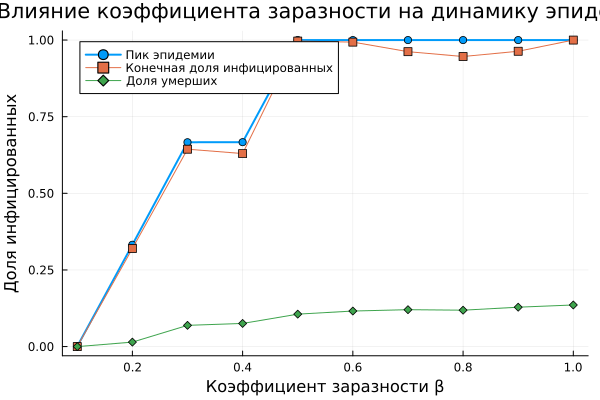 Влияние коэффициента заразности на динамику
Пик эпидемии
Конечная доля инфицированных
Доля умерших
Доля инфицированных
1.00
0.75
0.50
0.25
0.00
0.2
0.4
0.6
0.8
1.0
Коэффициент заразности β